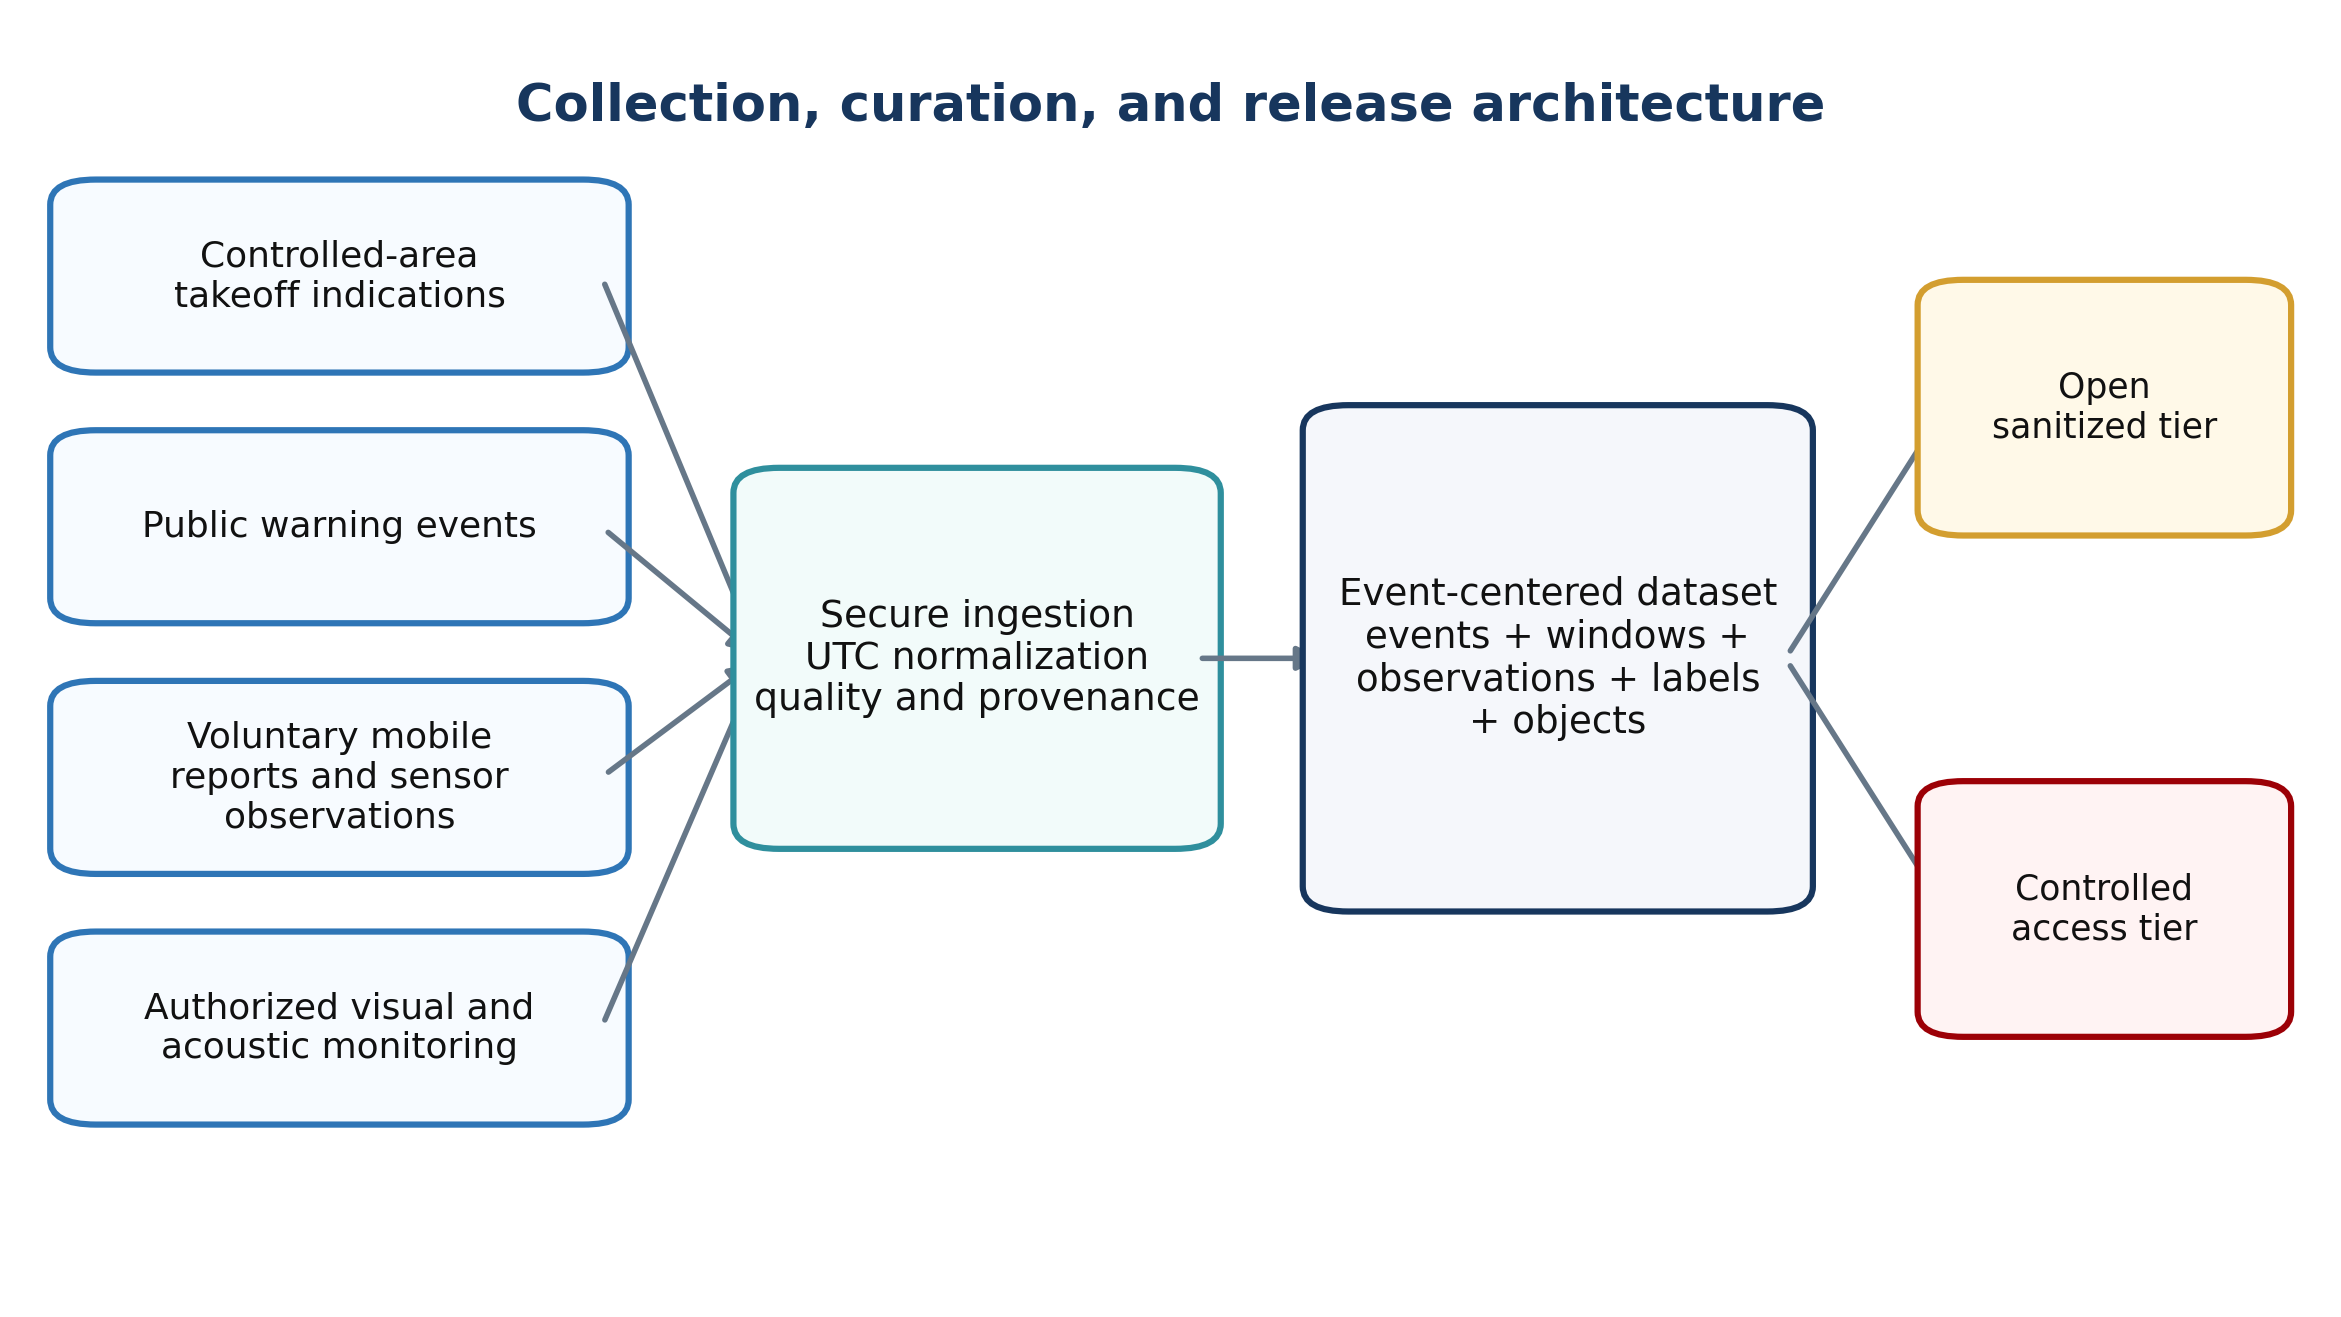 Collection, curation, and release architecture
Controlled-area
takeoff indications
Public warning events
Voluntary mobile
reports and sensor
observations
Authorized visual and
acoustic monitoring
Secure ingestion
UTC normalization
quality and provenance
Event-centered dataset
events + windows +
observations + labels
+ objects
Open
sanitized tier
Controlled
access tier